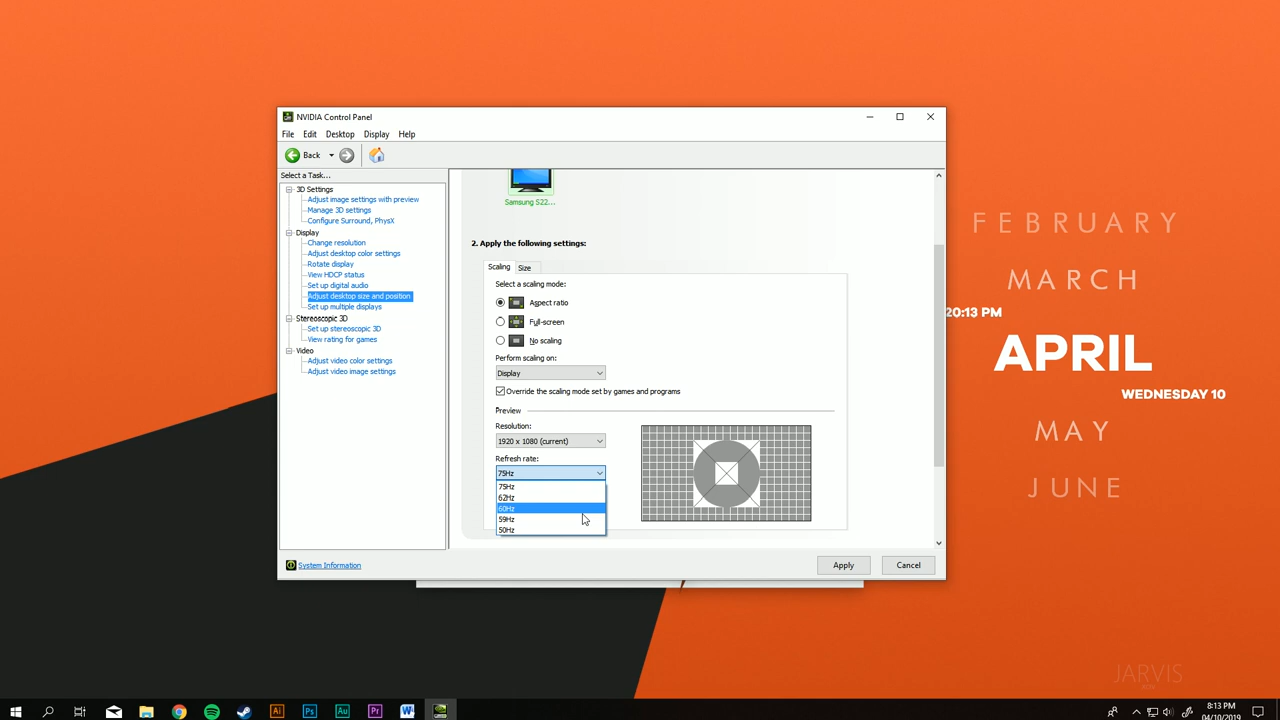 NVIDIA Control Panel
File Edit Desktop Display Help
Back
Select a Task...
3D Settings
Adjust image settings with preview
Manage 3D settings
Configure Surround, PhysX
Display
Change resolution
Adjust desktop color settings
Rotate display
View HDCP status
Set up digital audio
Adjust desktop size and position
Set up multiple displays
Stereoscopic 3D
Set up stereoscopic 3D
View rating for games
Video
Adjust video color settings
Adjust video image settings
System Information
Samsung S22...
2. Apply the following settings:
Scaling Size
Select a scaling mode:
Aspect ratio
Full-screen
No scaling
Perform scaling on:
Display
Override the scaling mode set by games and programs
Preview
Resolution:
1920 x 1080 (current)
Refresh rate:
75Hz
75Hz
62Hz
60Hz
59Hz
50Hz
Apply Cancel
FEBRUARY
MARCH
20:13 PM
APRIL
WEDNESDAY 10
MAY
JUNE
JARVIS
Ai Ps Au Pr W
8:13 PM
04/10/2019